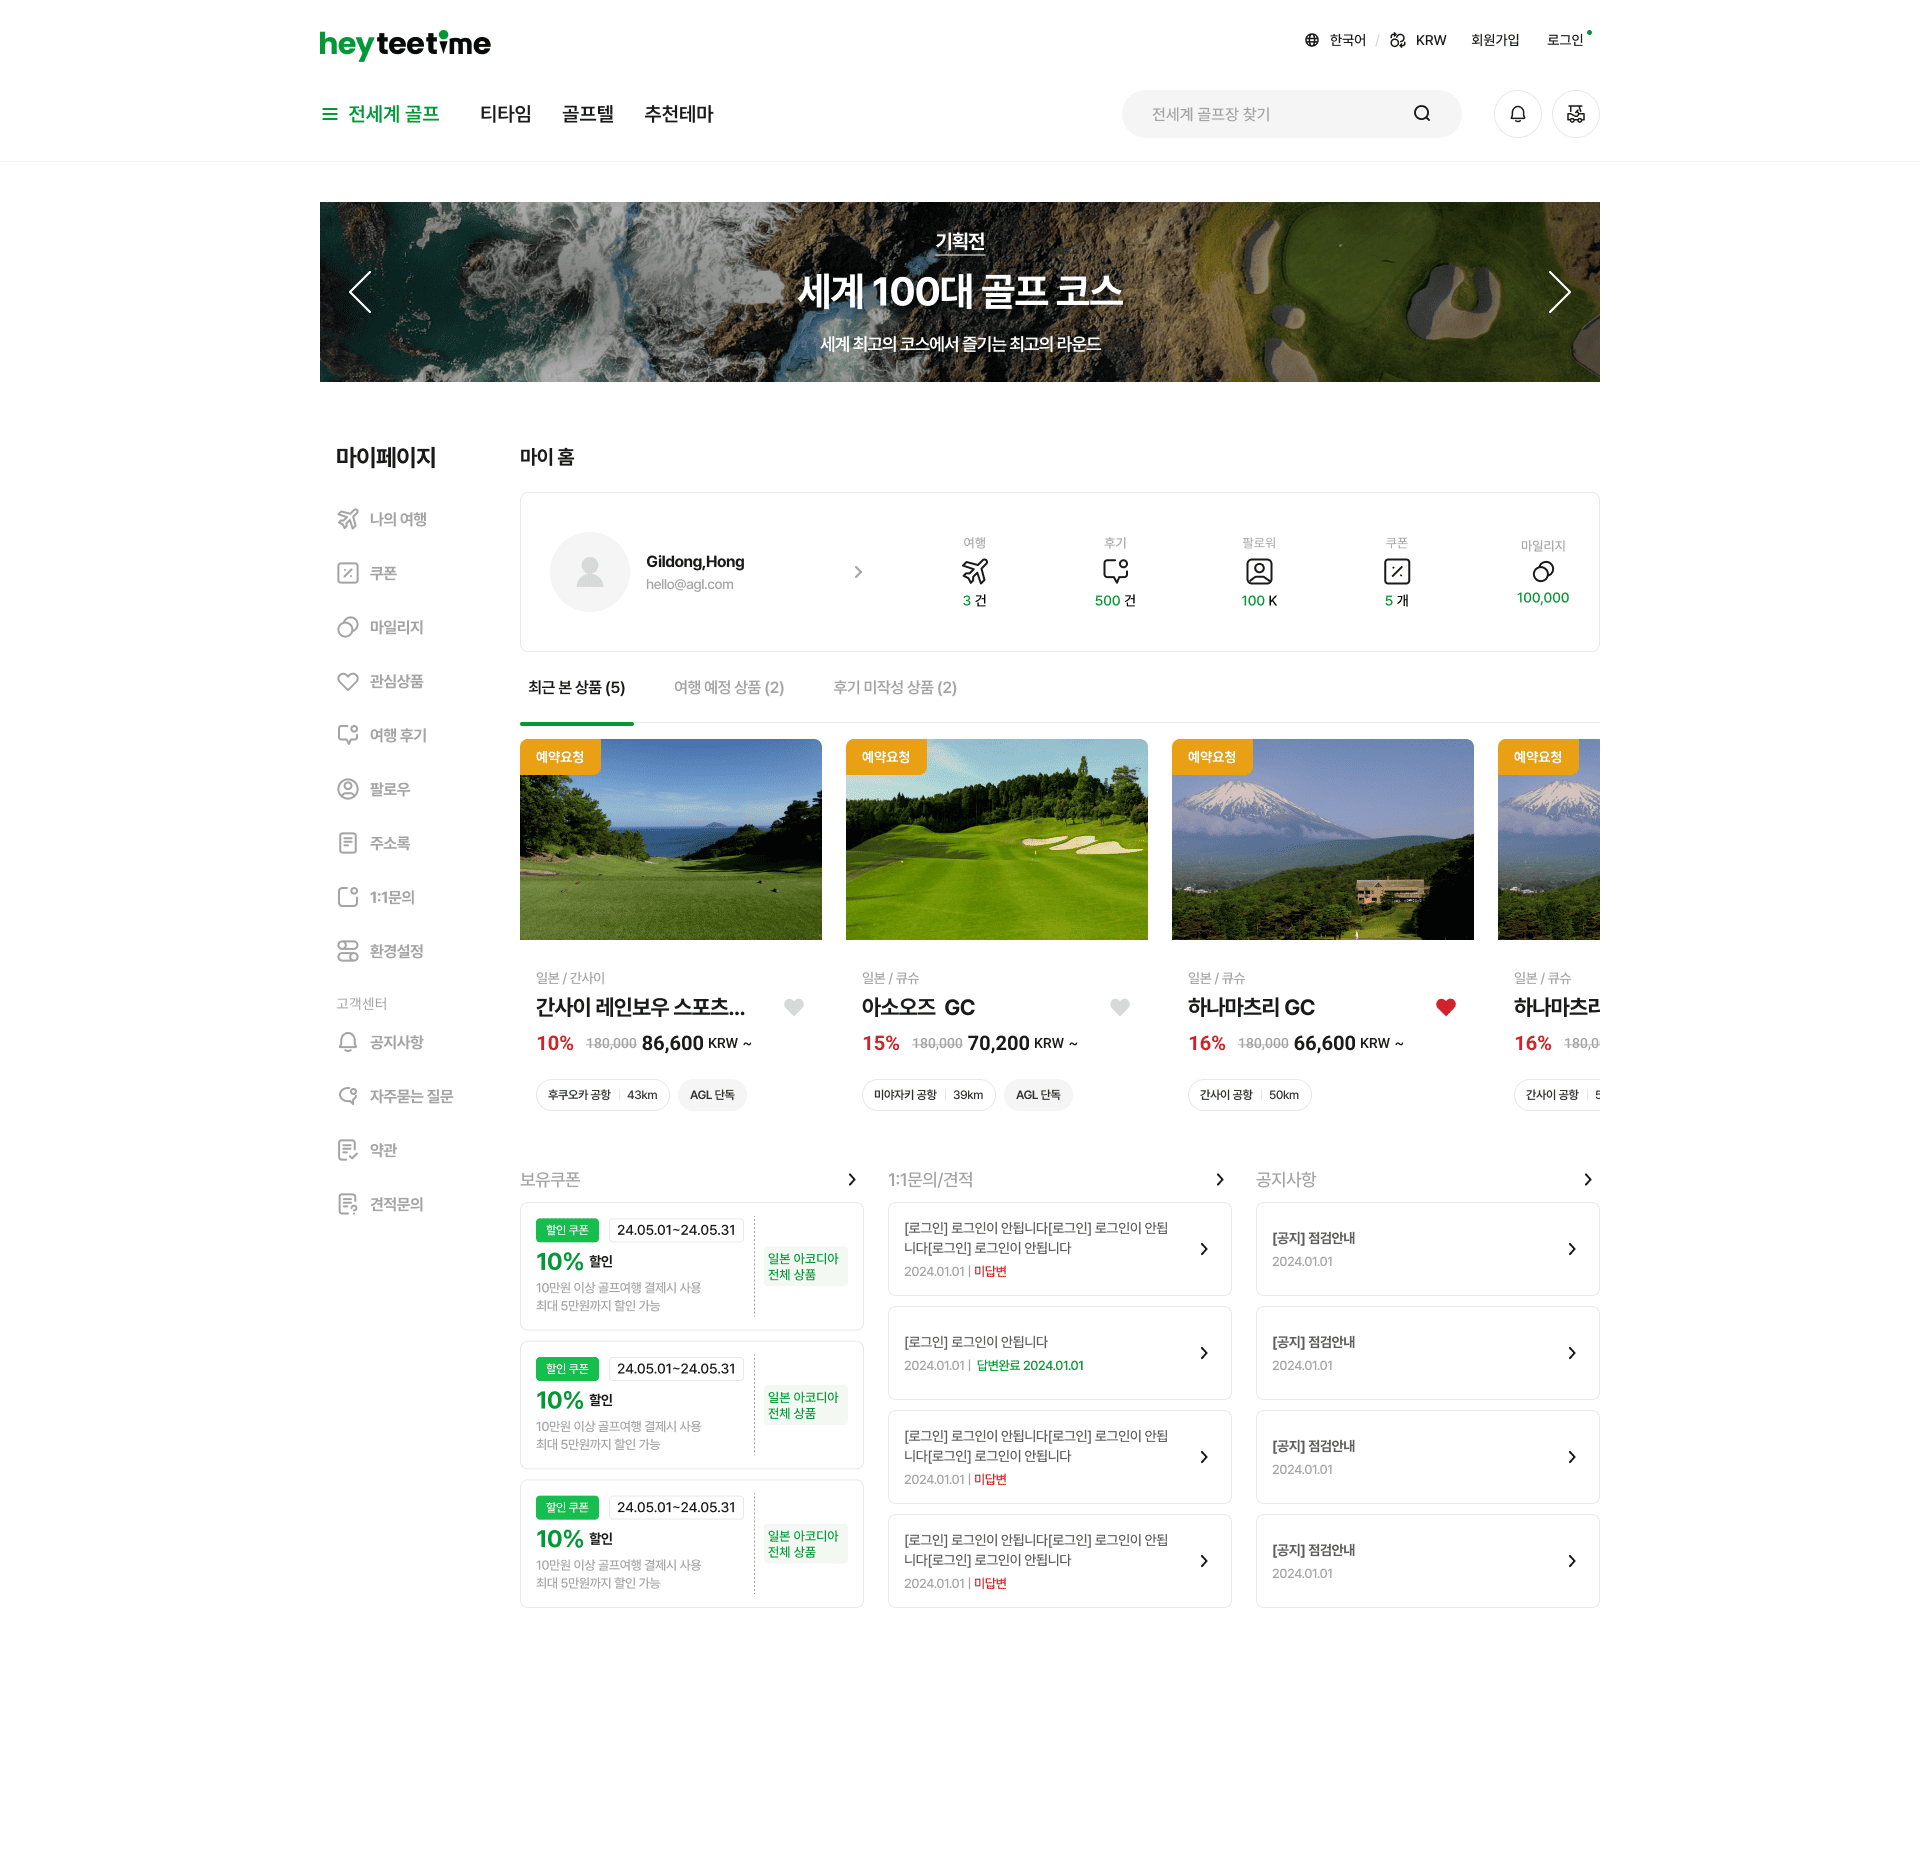 heyteetime
한국어 / KRW 회원가입 로그인
전세계 골프 티타임 골프텔 추천테마
전세계 골프장 찾기
기획전
세계 100대 골프 코스
세계 최고의 코스에서 즐기는 최고의 라운드
마이페이지
나의 여행
쿠폰
마일리지
관심상품
여행 후기
팔로우
주소록
1:1문의
환경설정
고객센터
공지사항
자주묻는 질문
약관
견적문의
마이 홈
Gildong,Hong
hello@agl.com
여행
3 건
후기
500 건
팔로워
100 K
쿠폰
5 개
마일리지
100,000
최근 본 상품 (5) 여행 예정 상품 (2) 후기 미작성 상품 (2)
예약요청
일본 / 간사이
간사이 레인보우 스포츠...
10% 180,000 86,600 KRW ~
후쿠오카 공항 43km AGL 단독
예약요청
일본 / 큐슈
아소오즈 GC
15% 180,000 70,200 KRW ~
미야자키 공항 39km AGL 단독
예약요청
일본 / 큐슈
하나마츠리 GC
16% 180,000 66,600 KRW ~
간사이 공항 50km
예약요청
일본 / 큐슈
하나마츠리
16% 180,0
간사이 공항 5
보유쿠폰
할인 쿠폰 24.05.01~24.05.31
10% 할인
10만원 이상 골프여행 결제시 사용
최대 5만원까지 할인 가능
일본 아코디아
전체 상품
할인 쿠폰 24.05.01~24.05.31
10% 할인
10만원 이상 골프여행 결제시 사용
최대 5만원까지 할인 가능
일본 아코디아
전체 상품
할인 쿠폰 24.05.01~24.05.31
10% 할인
10만원 이상 골프여행 결제시 사용
최대 5만원까지 할인 가능
일본 아코디아
전체 상품
1:1문의/견적
[로그인] 로그인이 안됩니다[로그인] 로그인이 안됩
니다[로그인] 로그인이 안됩니다
2024.01.01 | 미답변
[로그인] 로그인이 안됩니다
2024.01.01 | 답변완료 2024.01.01
[로그인] 로그인이 안됩니다[로그인] 로그인이 안됩
니다[로그인] 로그인이 안됩니다
2024.01.01 | 미답변
[로그인] 로그인이 안됩니다[로그인] 로그인이 안됩
니다[로그인] 로그인이 안됩니다
2024.01.01 | 미답변
공지사항
[공지] 점검안내
2024.01.01
[공지] 점검안내
2024.01.01
[공지] 점검안내
2024.01.01
[공지] 점검안내
2024.01.01